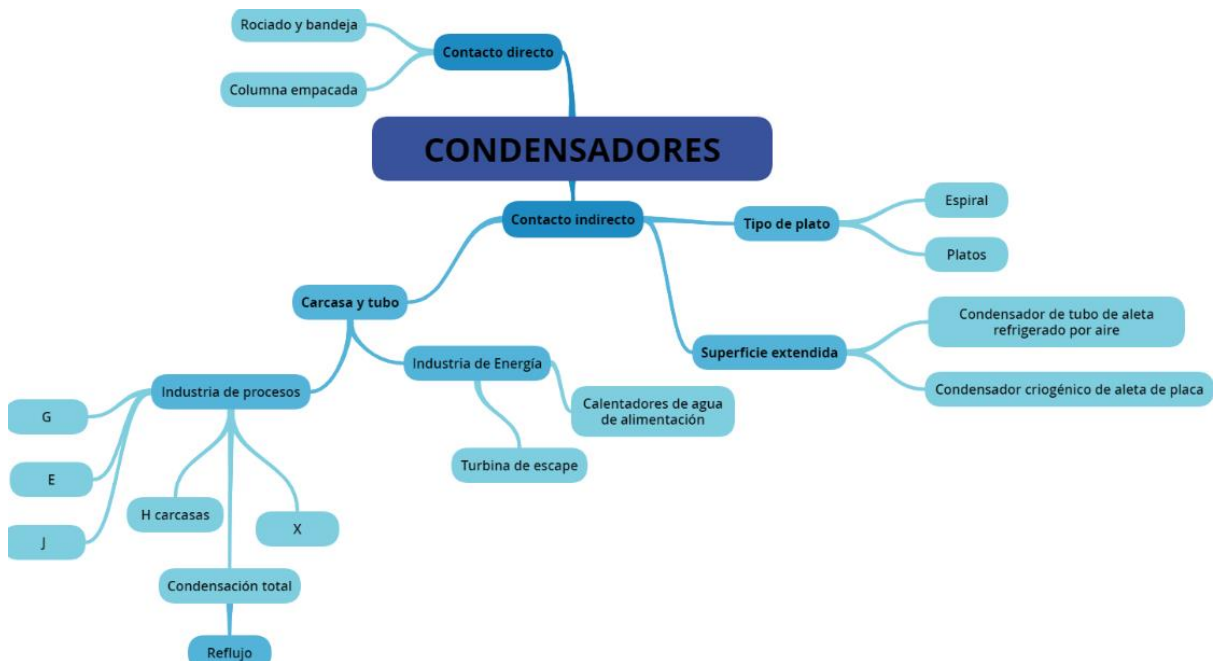 Rociado y bandeja
Contacto directo
Columna empacada
CONDENSADORES
Contacto indirecto
Tipo de plato
Espiral
Platos
Carcasa y tubo
Condensador de tubo de aleta
refrigerado por aire
Superficie extendida
Condensador criogénico de aleta de placa
Industria de Energía
Industria de procesos
Calentadores de agua
de alimentación
Turbina de escape
G
E
J
H carcasas
X
Condensación total
Reflujo